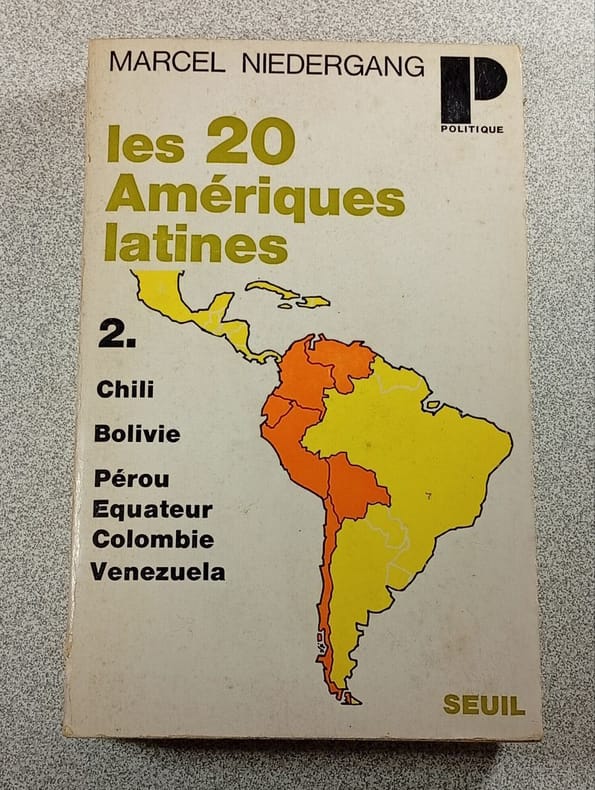 MARCEL NIEDERGANG
P
POLITIQUE
les 20
Amériques
latines
2.
Chili
Bolivie
Pérou
Equateur
Colombie
Venezuela
SEUIL